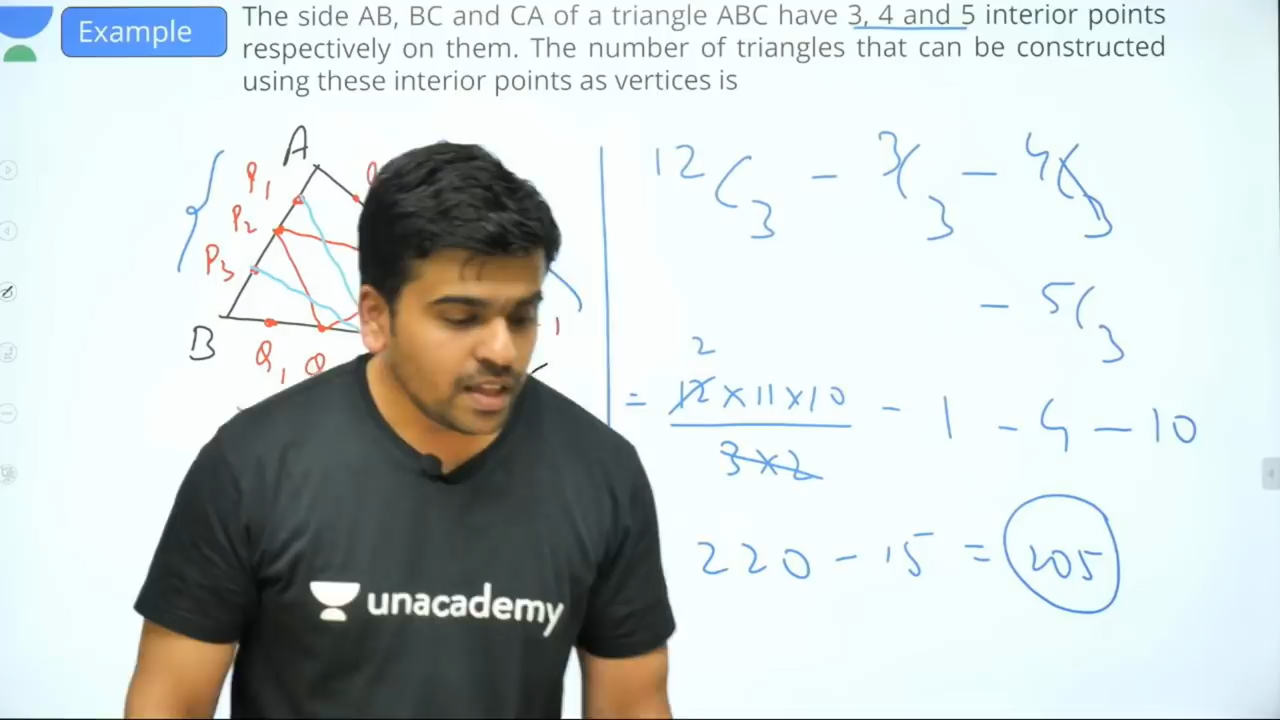 Example
The side AB, BC and CA of a triangle ABC have 3, 4 and 5 interior points
respectively on them. The number of triangles that can be constructed
using these interior points as vertices is
A
P1
P2
P3
B
Q1 Q
12C3 - 3C3 - 4C3
- 5C3
2
= 12 × 11 × 10 / 3 × 2 - 1 - 4 - 10
220 - 15 = 205
unacademy